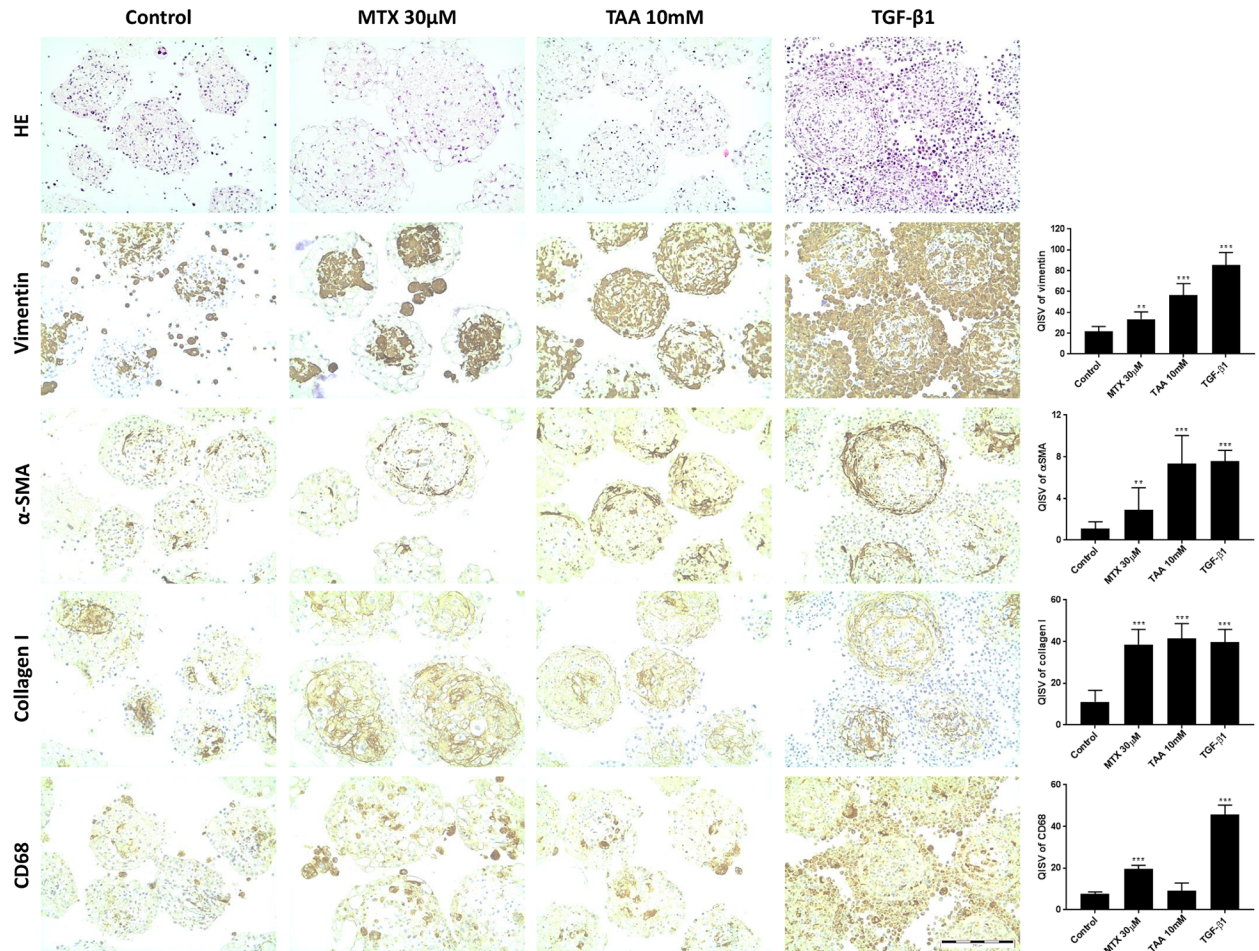 Control
MTX 30μM
TAA 10mM
TGF-β1
HE
Vimentin
QISV of vimentin
120
100
80
60
40
20
0
**
***
***
Control
MTX 30μM
TAA 10mM
TGF-β1
α-SMA
QISV of αSMA
12
8
4
0
**
***
***
Control
MTX 30μM
TAA 10mM
TGF-β1
Collagen I
QISV of collagen I
60
40
20
0
***
***
***
Control
MTX 30μM
TAA 10mM
TGF-β1
CD68
QISV of CD68
60
40
20
0
***
***
Control
MTX 30μM
TAA 10mM
TGF-β1